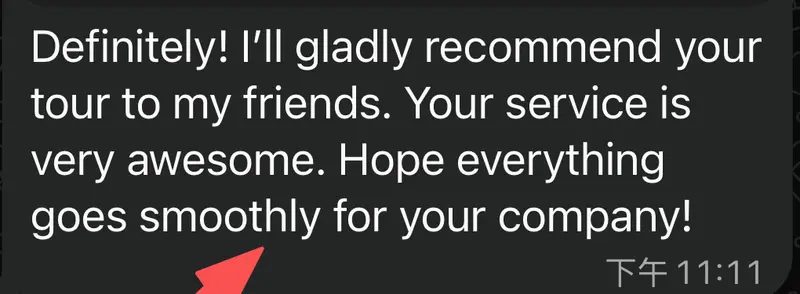 Definitely! I’ll gladly recommend your
tour to my friends. Your service is
very awesome. Hope everything
goes smoothly for your company!
下午 11:11